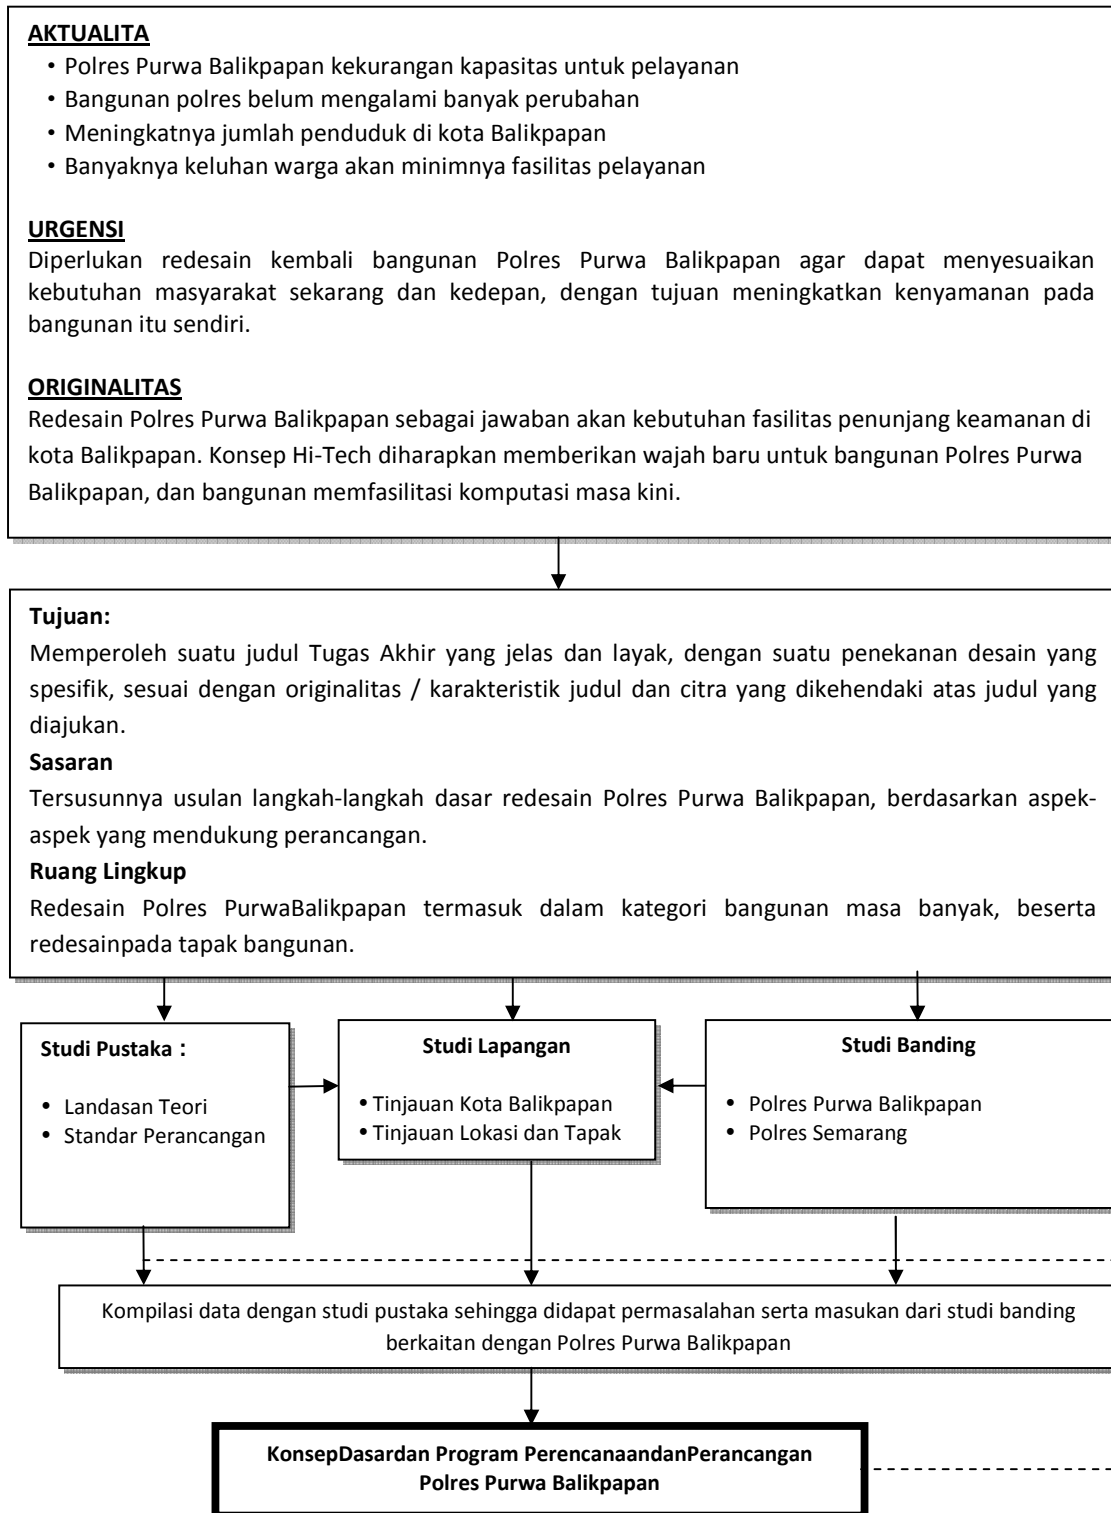 AKTUALITA
• Polres Purwa Balikpapan kekurangan kapasitas untuk pelayanan
• Bangunan polres belum mengalami banyak perubahan
• Meningkatnya jumlah penduduk di kota Balikpapan
• Banyaknya keluhan warga akan minimnya fasilitas pelayanan
URGENSI
Diperlukan redesain kembali bangunan Polres Purwa Balikpapan agar dapat menyesuaikan
kebutuhan masyarakat sekarang dan kedepan, dengan tujuan meningkatkan kenyamanan pada
bangunan itu sendiri.
ORIGINALITAS
Redesain Polres Purwa Balikpapan sebagai jawaban akan kebutuhan fasilitas penunjang keamanan di
kota Balikpapan. Konsep Hi-Tech diharapkan memberikan wajah baru untuk bangunan Polres Purwa
Balikpapan, dan bangunan memfasilitasi komputasi masa kini.
Tujuan:
Memperoleh suatu judul Tugas Akhir yang jelas dan layak, dengan suatu penekanan desain yang
spesifik, sesuai dengan originalitas / karakteristik judul dan citra yang dikehendaki atas judul yang
diajukan.
Sasaran
Tersusunnya usulan langkah-langkah dasar redesain Polres Purwa Balikpapan, berdasarkan aspek-
aspek yang mendukung perancangan.
Ruang Lingkup
Redesain Polres PurwaBalikpapan termasuk dalam kategori bangunan masa banyak, beserta
redesainpada tapak bangunan.
Studi Pustaka :
• Landasan Teori
• Standar Perancangan
Studi Lapangan
• Tinjauan Kota Balikpapan
• Tinjauan Lokasi dan Tapak
Studi Banding
• Polres Purwa Balikpapan
• Polres Semarang
Kompilasi data dengan studi pustaka sehingga didapat permasalahan serta masukan dari studi banding
berkaitan dengan Polres Purwa Balikpapan
KonsepDasardan Program PerencanaandanPerancangan
Polres Purwa Balikpapan